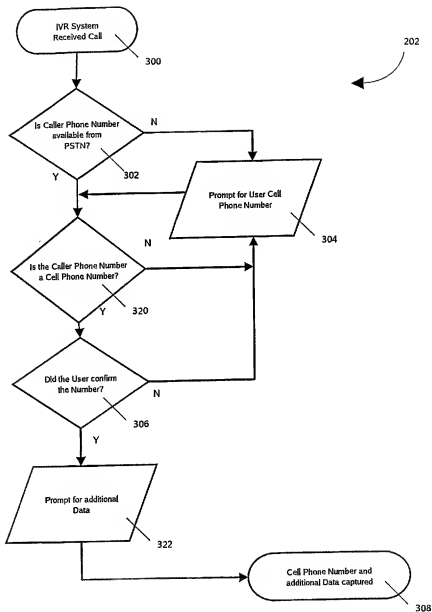 IVR System
Received Call
300
202
Is Caller Phone Number
available from
PSTN?
N
302
Y
Prompt for User Cell
Phone Number
304
N
Is the Caller Phone Number
a Cell Phone Number?
320
Y
Did the User confirm
the Number?
N
306
Y
Prompt for additional
Data
322
Cell Phone Number and
additional Data captured
308